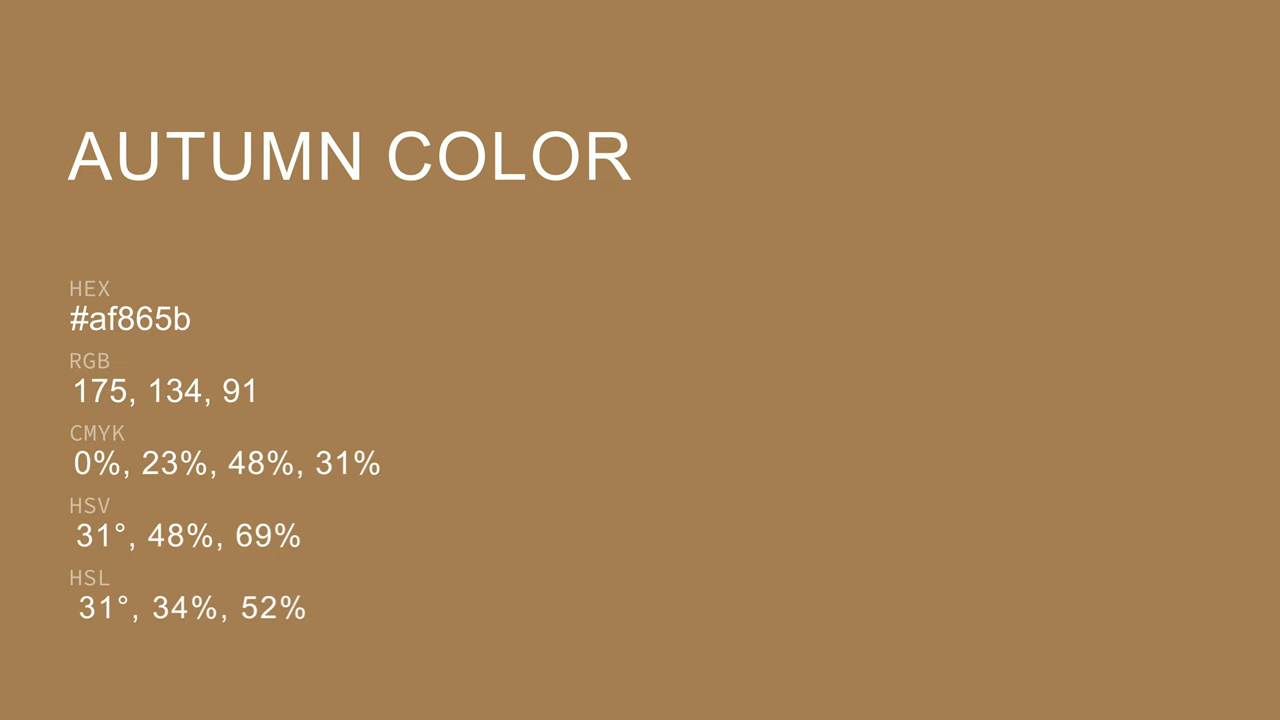 AUTUMN COLOR
HEX
#af865b
RGB
175, 134, 91
CMYK
0%, 23%, 48%, 31%
HSV
31°, 48%, 69%
HSL
31°, 34%, 52%